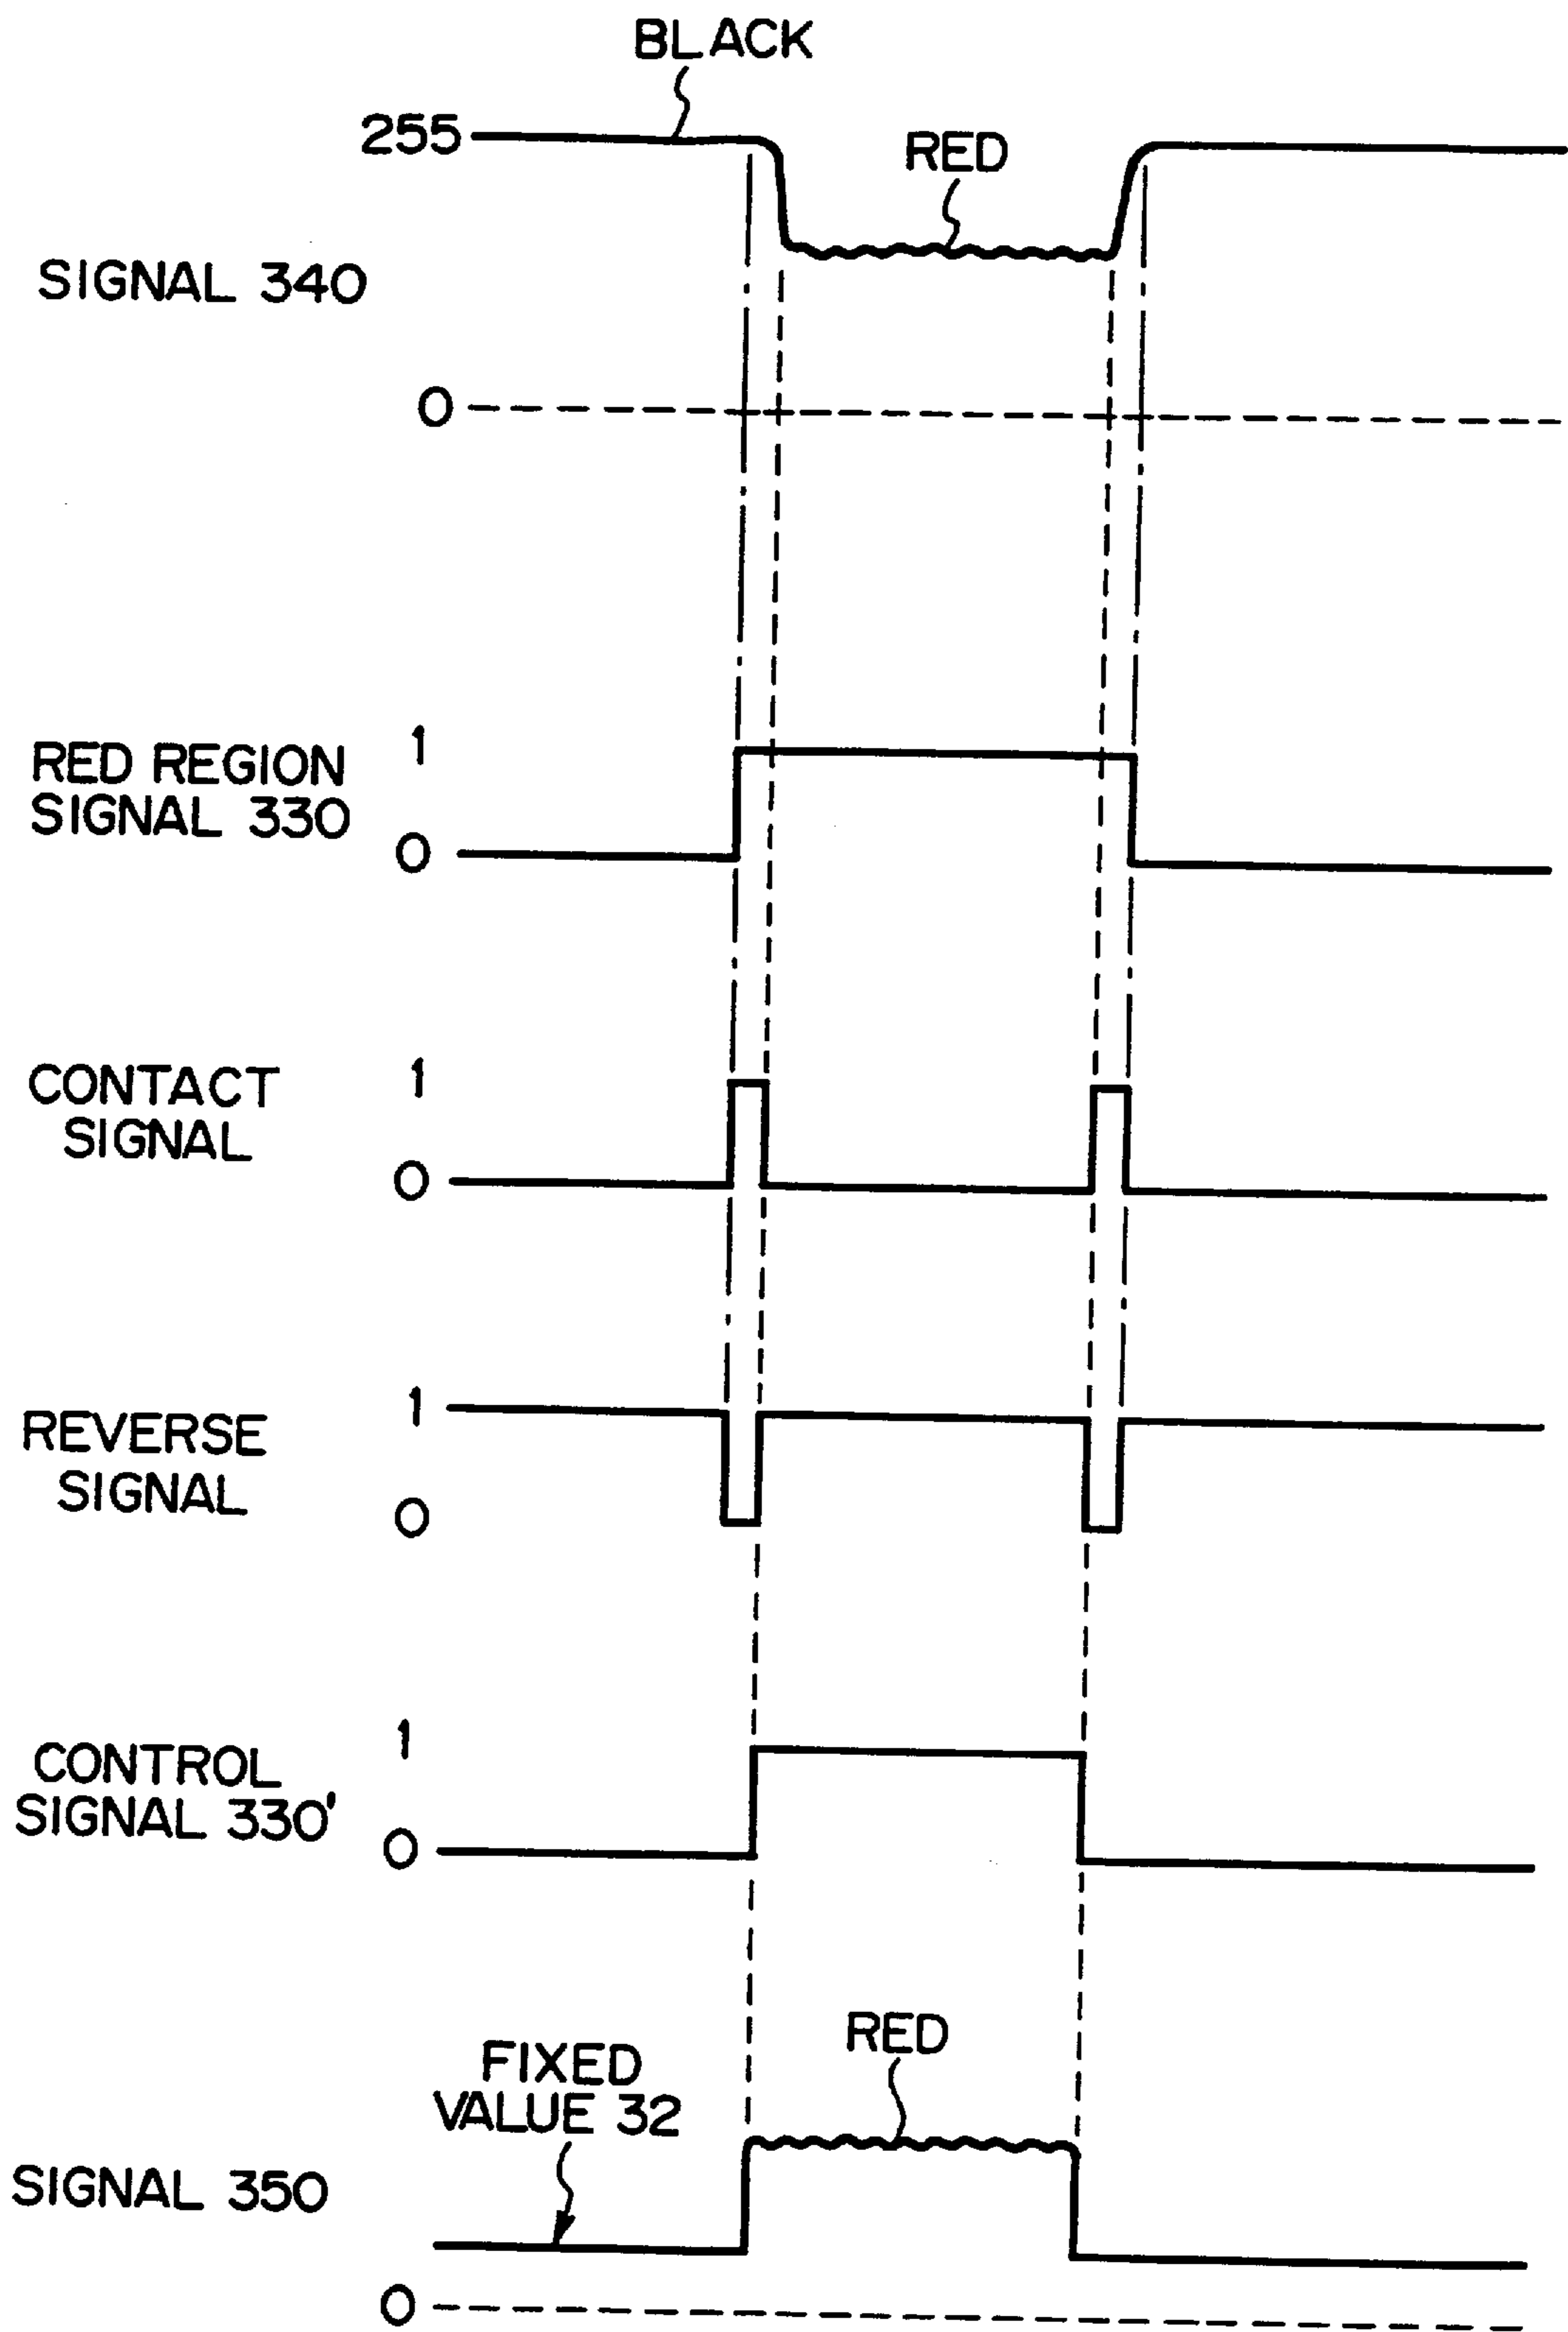 BLACK
255
RED
SIGNAL 340
0
1
RED REGION
SIGNAL 330
0
1
CONTACT
SIGNAL
0
1
REVERSE
SIGNAL
0
1
CONTROL
SIGNAL 330'
0
RED
FIXED
VALUE 32
SIGNAL 350
0